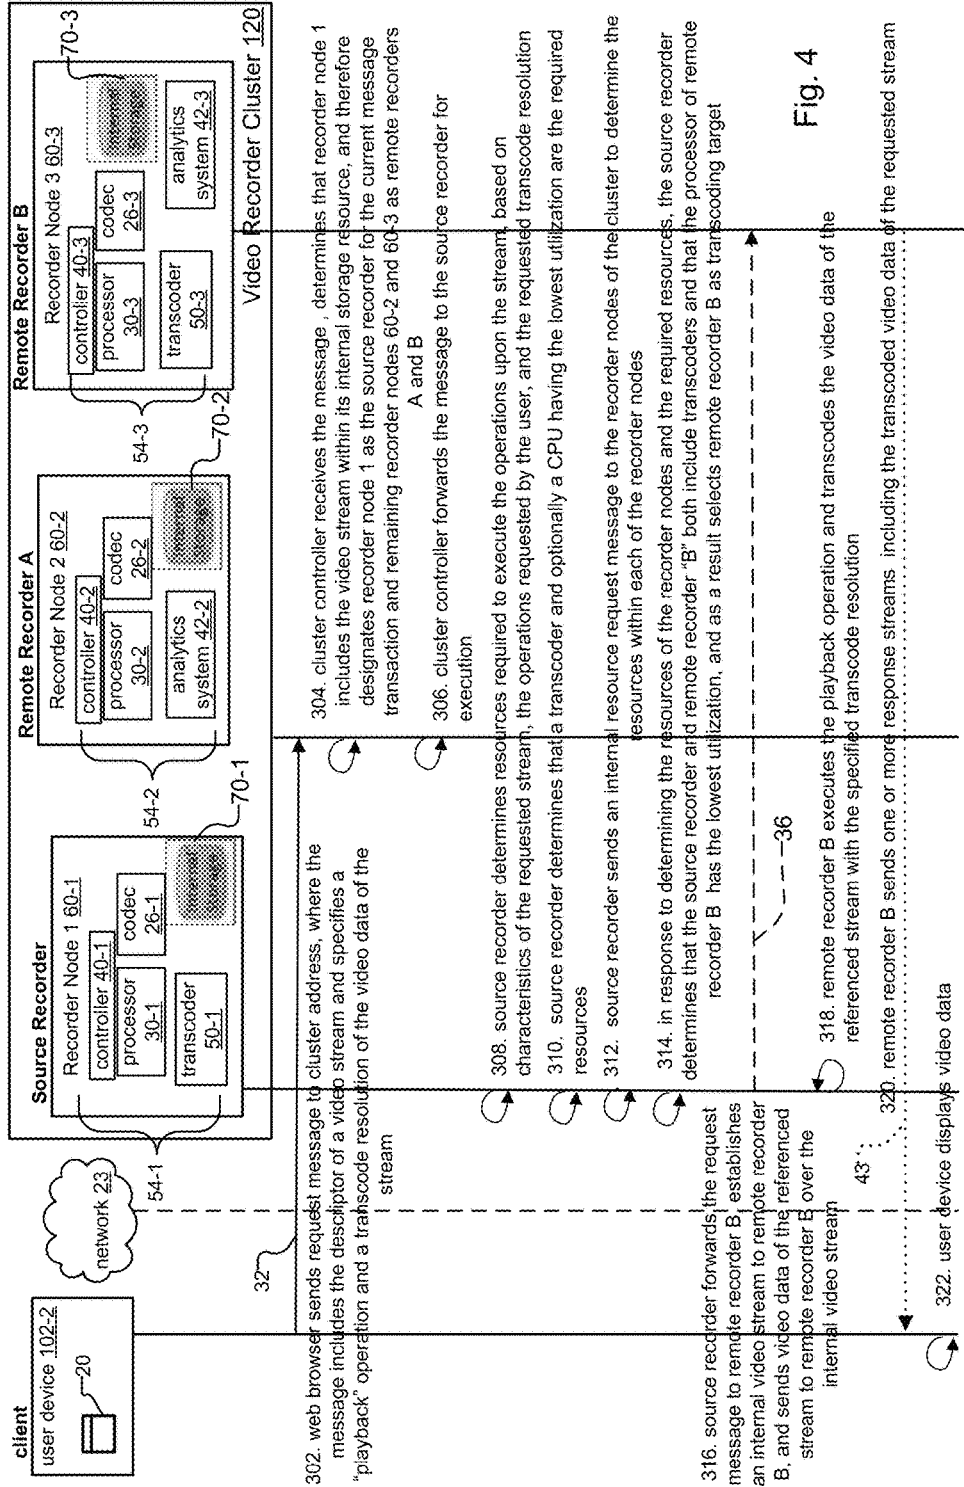 client
user device 102-2
20
network 23
Source Recorder
Recorder Node 1 60-1
controller 40-1
processor
30-1
codec
26-1
transcoder
50-1
54-1
70-1
Remote Recorder A
Recorder Node 2 60-2
controller 40-2
processor
30-2
codec
26-2
analytics
system 42-2
54-2
70-2
Remote Recorder B
Recorder Node 3 60-3
controller 40-3
processor
30-3
codec
26-3
transcoder
50-3
analytics
system 42-3
54-3
70-3
Video Recorder Cluster 120
32
302. web browser sends request message to cluster address, where the
message includes the descriptor of a video stream and specifies a
“playback” operation and a transcode resolution of the video data of the
stream
304. cluster controller receives the message , determines that recorder node 1
includes the video stream within its internal storage resource, and therefore
designates recorder node 1 as the source recorder for the current message
transaction and remaining recorder nodes 60-2 and 60-3 as remote recorders
A and B
306. cluster controller forwards the message to the source recorder for
execution
308. source recorder determines resources required to execute the operations upon the stream, based on
characteristics of the requested stream, the operations requested by the user, and the requested transcode resolution
310. source recorder determines that a transcoder and optionally a CPU having the lowest utilization are the required
resources
312. source recorder sends an internal resource request message to the recorder nodes of the cluster to determine the
resources within each of the recorder nodes
314. in response to determining the resources of the recorder nodes and the required resources, the source recorder
determines that the source recorder and remote recorder “B” both include transcoders and that the processor of remote
recorder B has the lowest utilization, and as a result selects remote recorder B as transcoding target
316. source recorder forwards the request
message to remote recorder B, establishes
an internal video stream to remote recorder
B, and sends video data of the referenced
stream to remote recorder B over the
internal video stream
36
318. remote recorder B executes the playback operation and transcodes the video data of the
referenced stream with the specified transcode resolution
43
320. remote recorder B sends one or more response streams including the transcoded video data of the requested stream
322. user device displays video data
Fig. 4